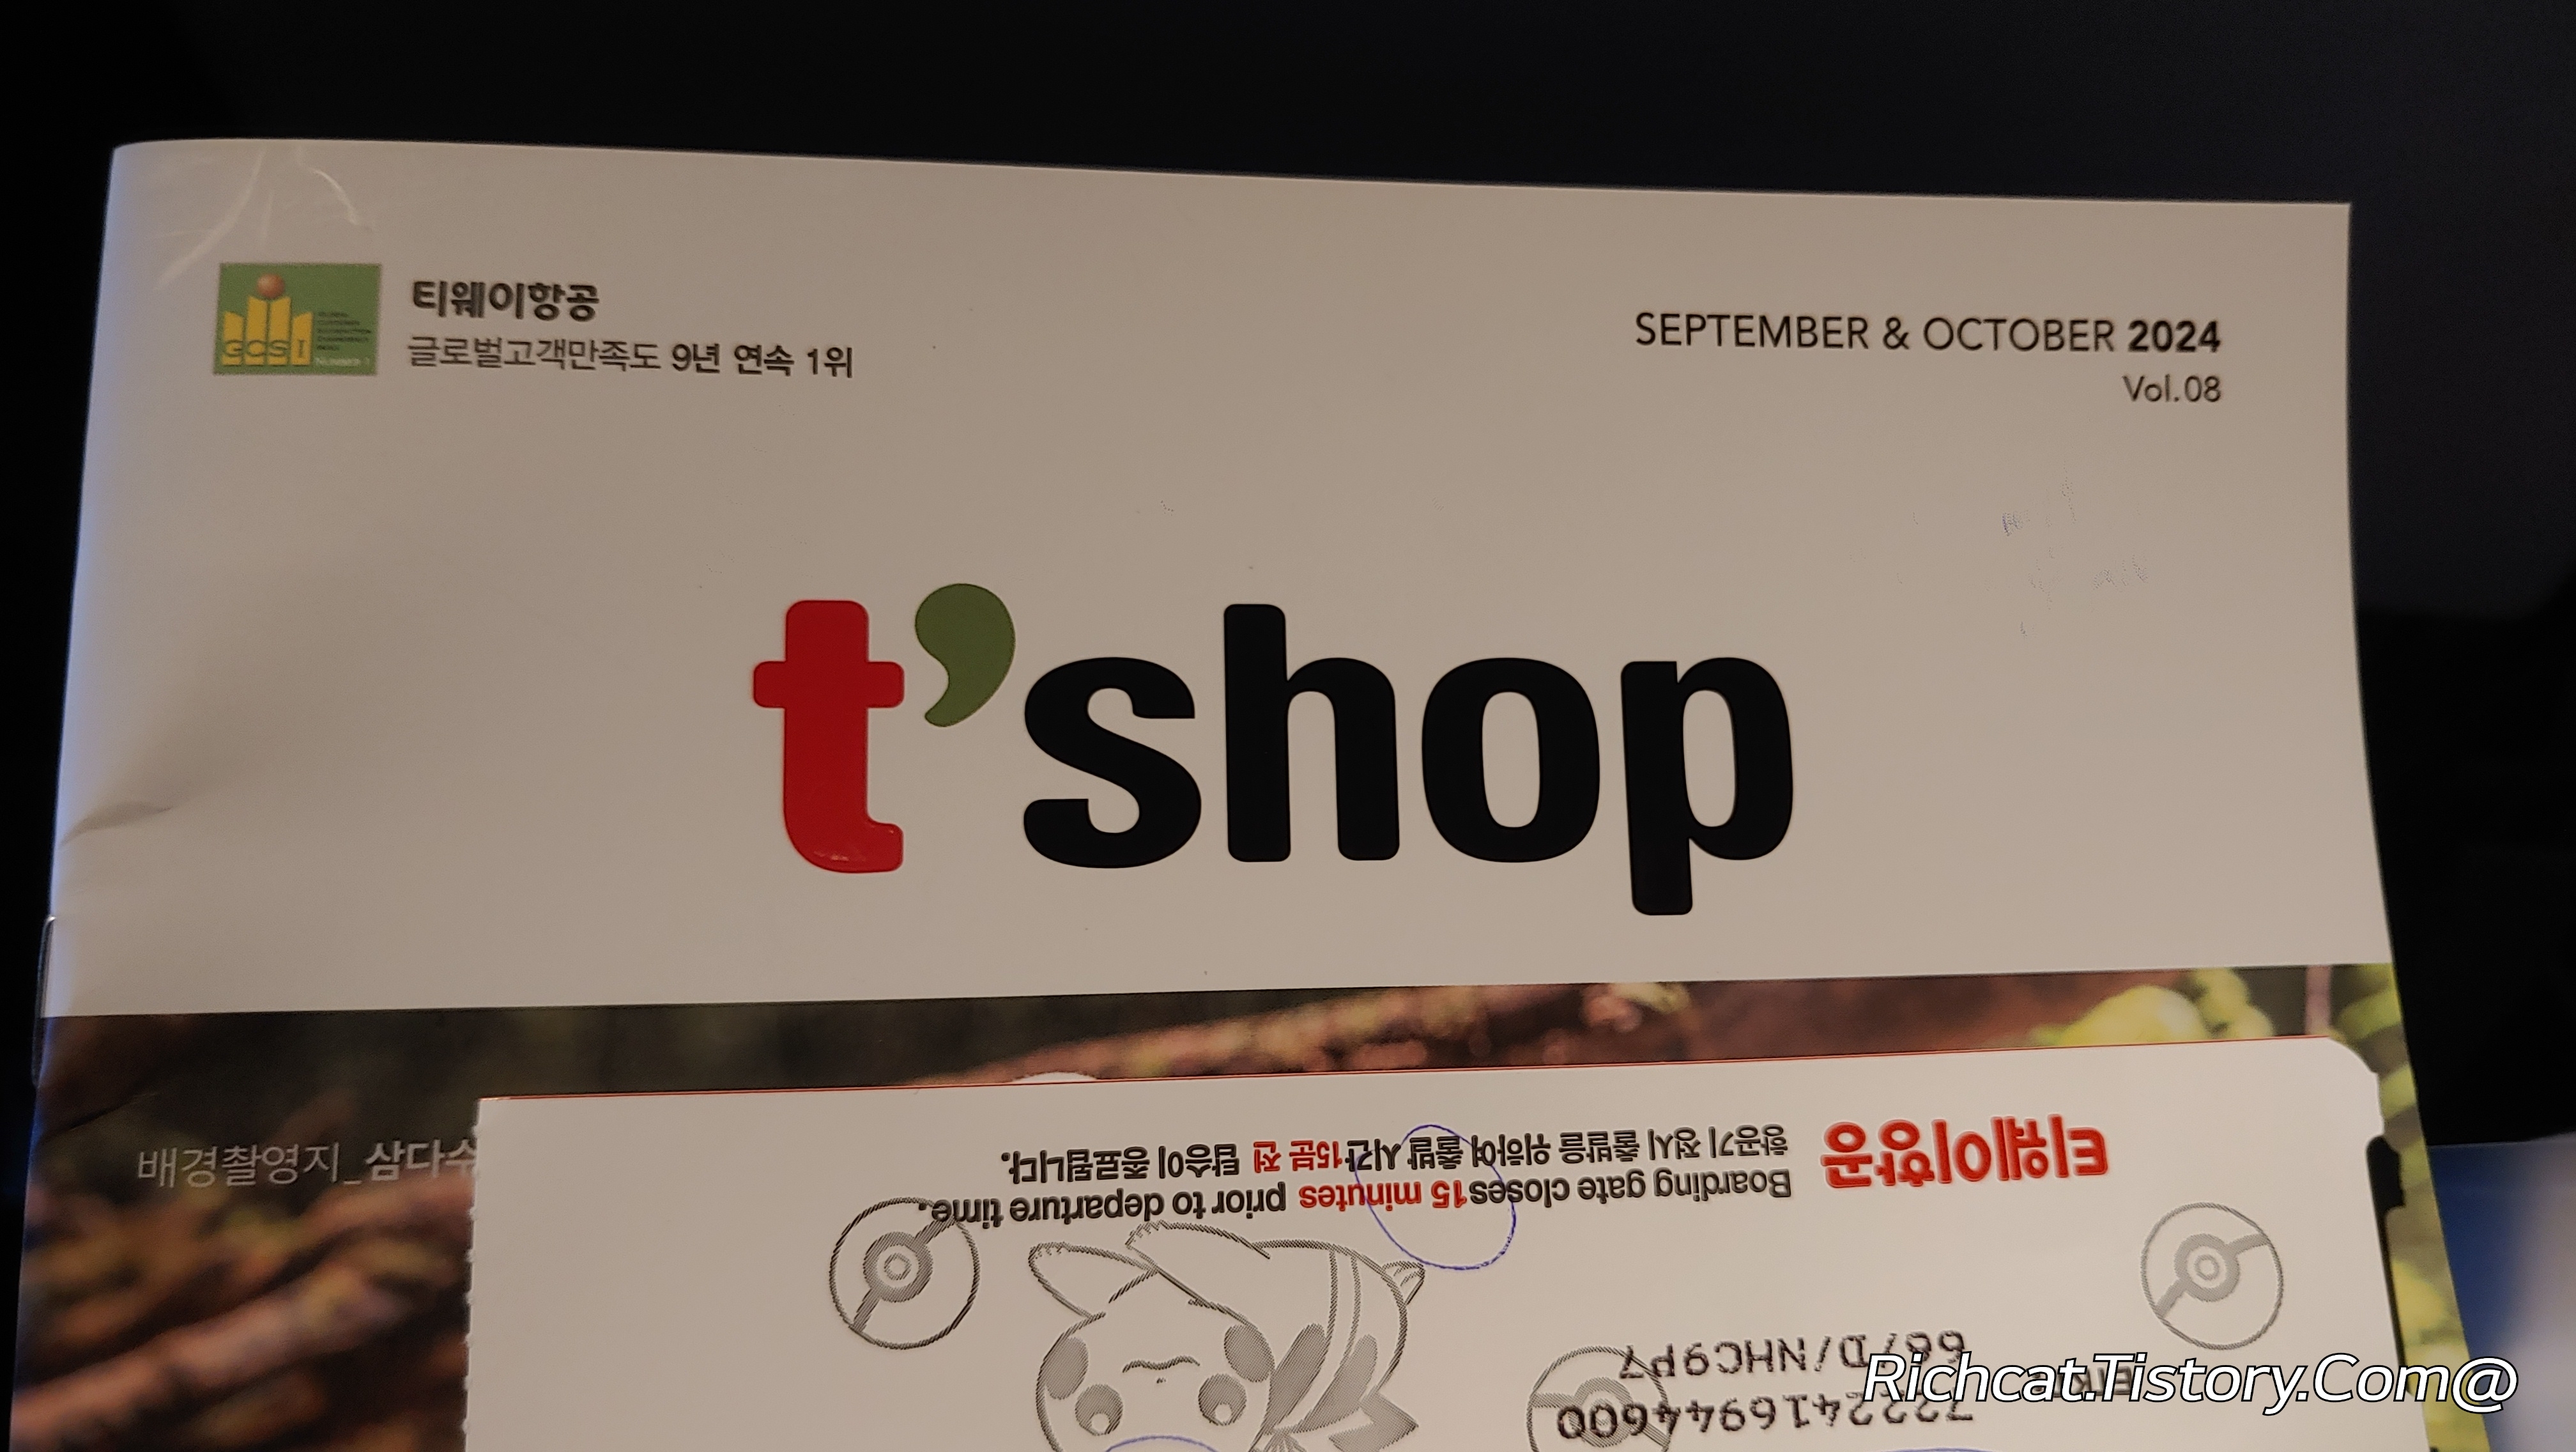 GCSI
티웨이항공
글로벌고객만족도 9년 연속 1위
SEPTEMBER & OCTOBER 2024
Vol.08
t'shop
배경촬영지_삼다수
티웨이항공
항공기 정시 출발을 위하여 출발 시간 15분 전 탑승이 종료됩니다.
Boarding gate closes 15 minutes prior to departure time.
667D/NHC9P7
7222416944600
Richcat.Tistory.Com@